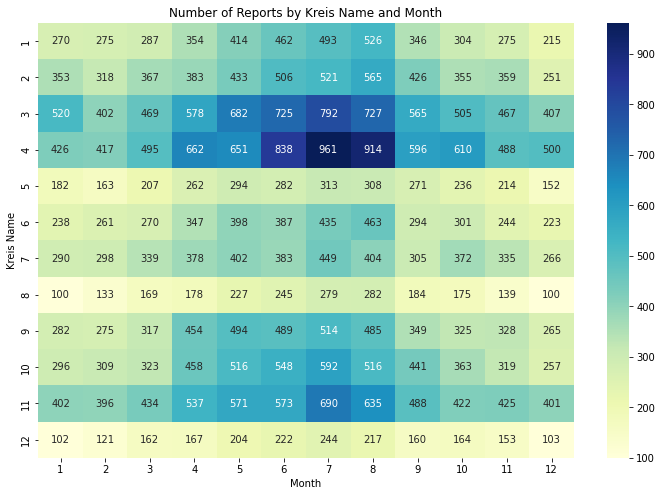 Number of Reports by Kreis Name and Month
Kreis Name
1 270 275 287 354 414 462 493 526 346 304 275 215
2 353 318 367 383 433 506 521 565 426 355 359 251
3 520 402 469 578 682 725 792 727 565 505 467 407
4 426 417 495 662 651 838 961 914 596 610 488 500
5 182 163 207 262 294 282 313 308 271 236 214 152
6 238 261 270 347 398 387 435 463 294 301 244 223
7 290 298 339 378 402 383 449 404 305 372 335 266
8 100 133 169 178 227 245 279 282 184 175 139 100
9 282 275 317 454 494 489 514 485 349 325 328 265
10 296 309 323 458 516 548 592 516 441 363 319 257
11 402 396 434 537 571 573 690 635 488 422 425 401
12 102 121 162 167 204 222 244 217 160 164 153 103
1 2 3 4 5 6 7 8 9 10 11 12
Month
900
800
700
600
500
400
300
200
100